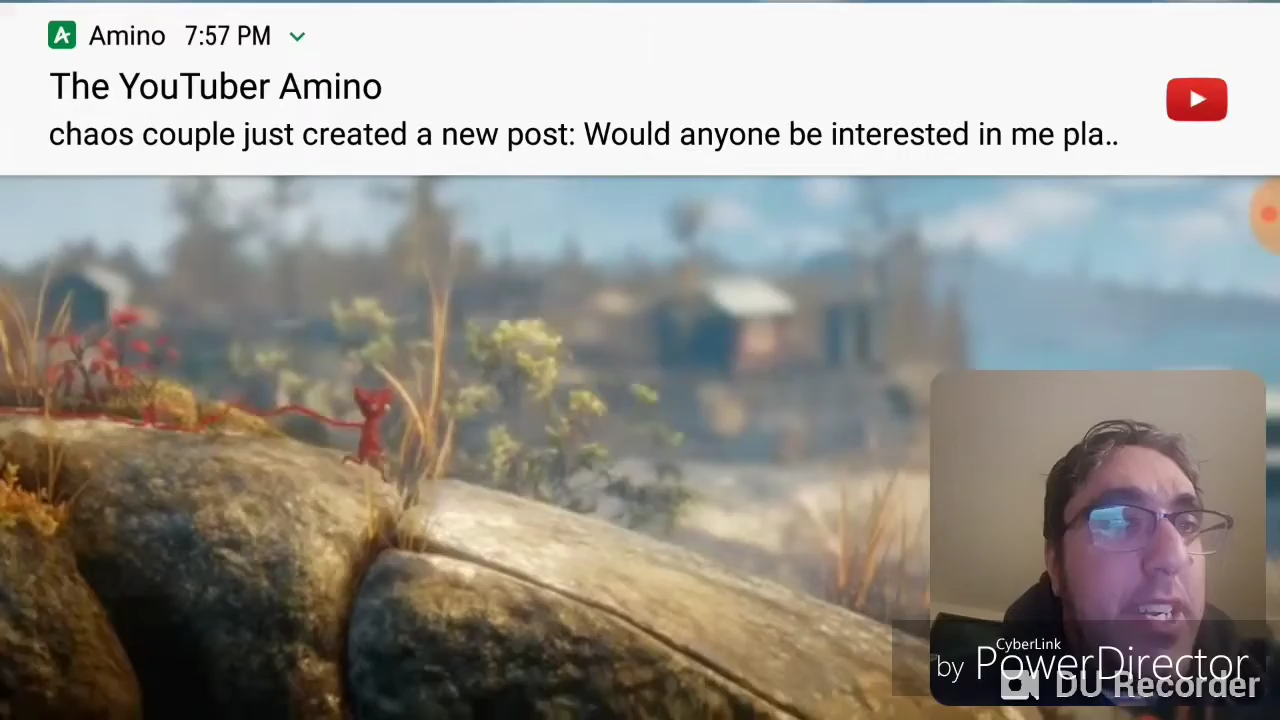 Amino 7:57 PM
The YouTuber Amino
chaos couple just created a new post: Would anyone be interested in me pla..
CyberLink
by PowerDirector
DU Recorder